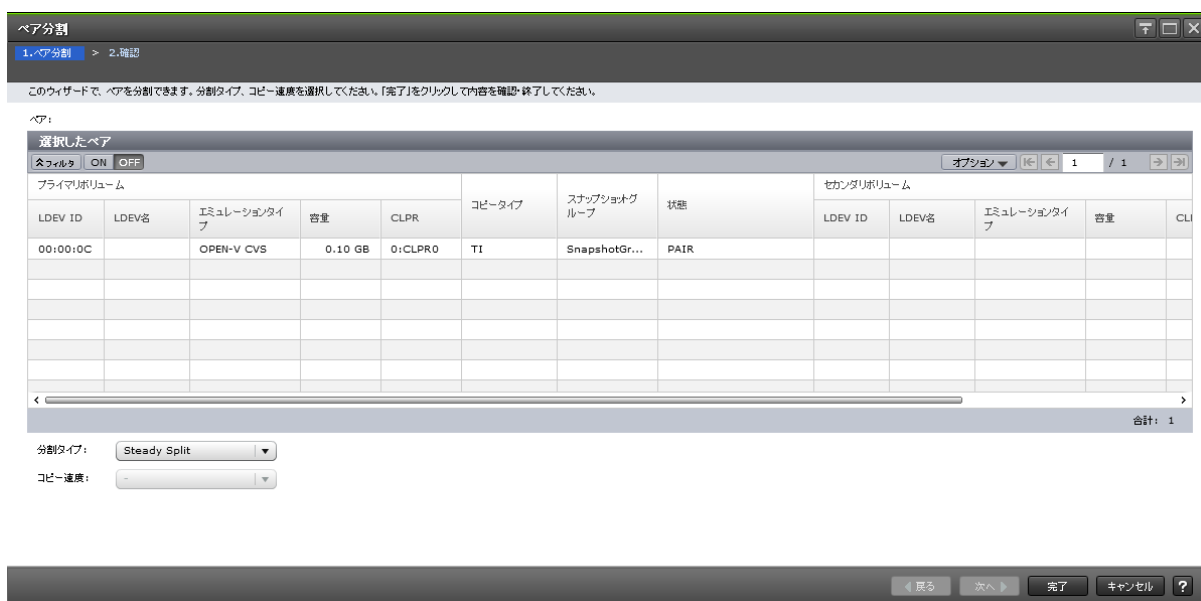 ペア分割
1.ペア分割 > 2.確認
このウィザードで、ペアを分割できます。分割タイプ、コピー速度を選択してください。「完了」をクリックして内容を確認・終了してください。
ペア:
選択したペア
フィルタ ON OFF オプション 1 / 1
プライマリボリューム コピータイプ スナップショットグループ 状態 セカンダリボリューム
LDEV ID LDEV名 エミュレーションタイプ 容量 CLPR LDEV ID LDEV名 エミュレーションタイプ 容量 CL
00:00:0C OPEN-V CVS 0.10 GB 0:CLPR0 TI SnapshotGr... PAIR
合計: 1
分割タイプ: Steady Split
コピー速度: -
戻る 次へ 完了 キャンセル ?